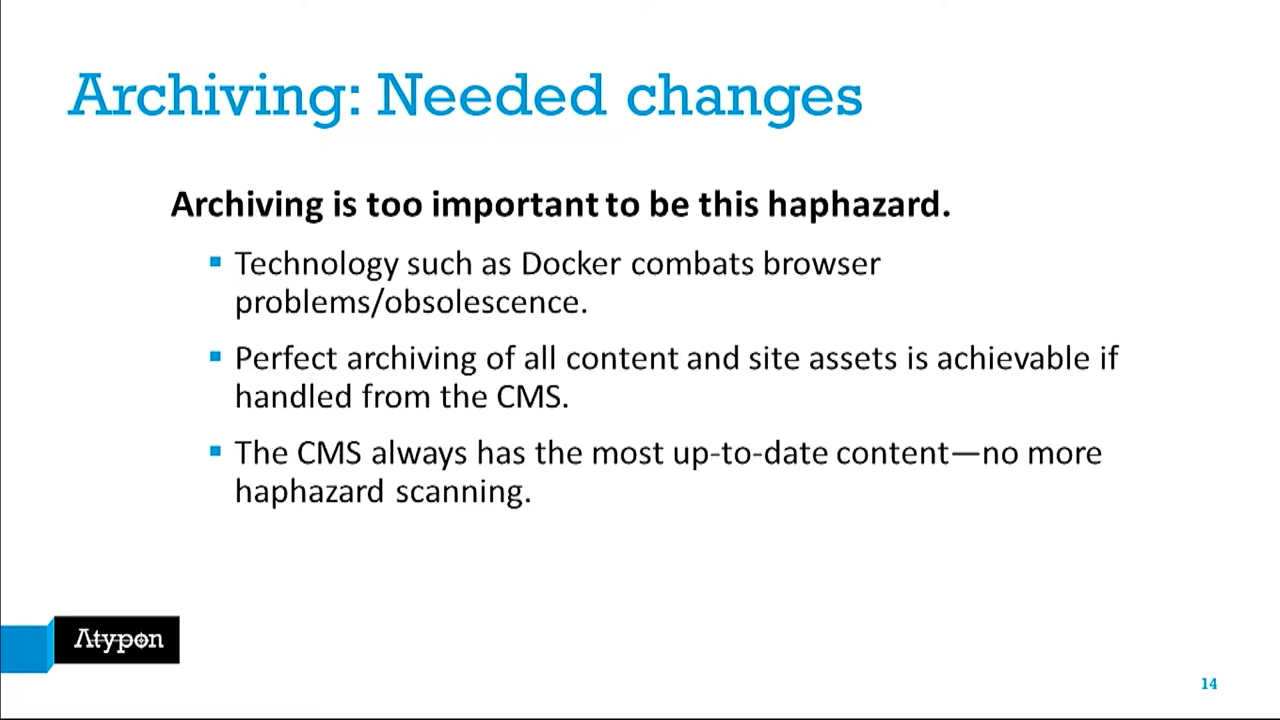 Archiving: Needed changes
Archiving is too important to be this haphazard.
Technology such as Docker combats browser
problems/obsolescence.
Perfect archiving of all content and site assets is achievable if
handled from the CMS.
The CMS always has the most up-to-date content—no more
haphazard scanning.
Atypon
14